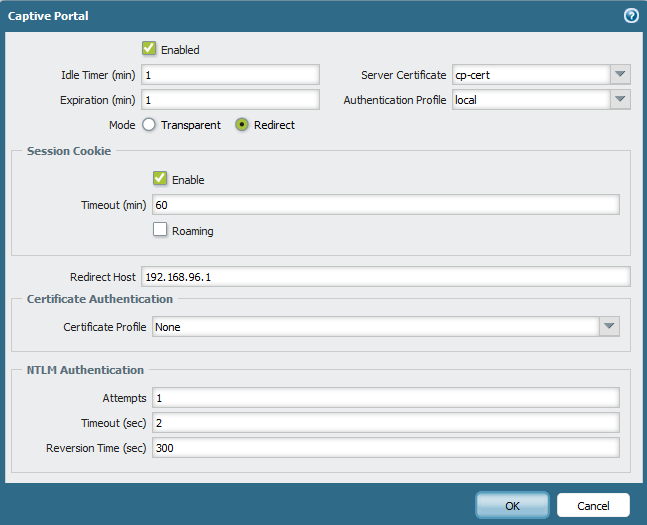 Captive Portal
Enabled
Idle Timer (min) 1 Server Certificate cp-cert
Expiration (min) 1 Authentication Profile local
Mode Transparent Redirect
Session Cookie
Enable
Timeout (min) 60
Roaming
Redirect Host 192.168.96.1
Certificate Authentication
Certificate Profile None
NTLM Authentication
Attempts 1
Timeout (sec) 2
Reversion Time (sec) 300
OK Cancel